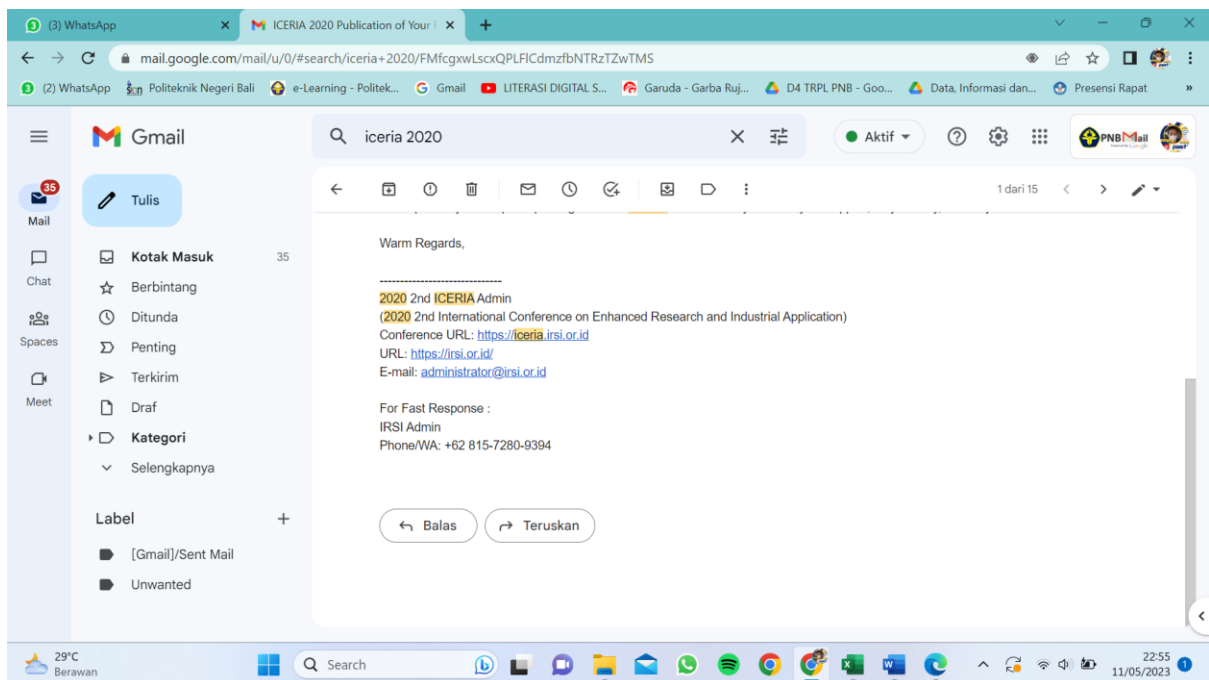 (3) WhatsApp
ICERIA 2020 Publication of Your
mail.google.com/mail/u/0/#search/iceria+2020/FMfcgxwLscxQPLFlCdmzfbNTRzTZwTMS
(2) WhatsApp Politeknik Negeri Bali e-Learning - Politek... Gmail LITERASI DIGITAL S... Garuda - Garba Ruj... D4 TRPL PNB - Goo... Data, Informasi dan... Presensi Rapat »
Gmail
iceria 2020
Aktif
PNB Mail
35
Mail
Chat
Spaces
Meet
Tulis
Kotak Masuk 35
Berbintang
Ditunda
Penting
Terkirim
Draf
Kategori
Selengkapnya
Label +
[Gmail]/Sent Mail
Unwanted
1 dari 15
Warm Regards,
------------------------------
2020 2nd ICERIA Admin
(2020 2nd International Conference on Enhanced Research and Industrial Application)
Conference URL: https://iceria.irsi.or.id
URL: https://irsi.or.id/
E-mail: administrator@irsi.or.id
For Fast Response :
IRSI Admin
Phone/WA: +62 815-7280-9394
Balas
Teruskan
29°C
Berawan
Search
22:55
11/05/2023
1